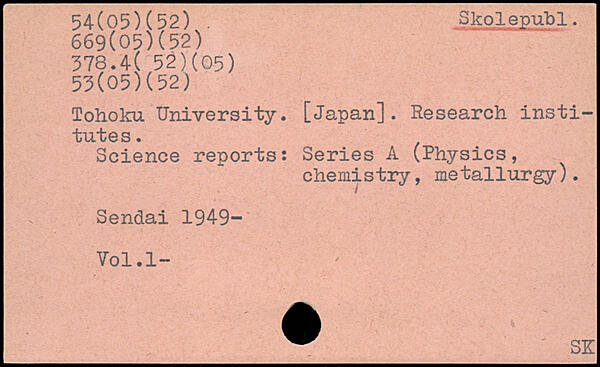 54(05)(52)
Skolepubl.
669(05)(52)
378.4( 52)(05)
53(05)(52)
Tohoku University. [Japan]. Research insti-
tutes.
Science reports: Series A (Physics,
chemistry, metallurgy).
Sendai 1949-
Vol.1-
SK